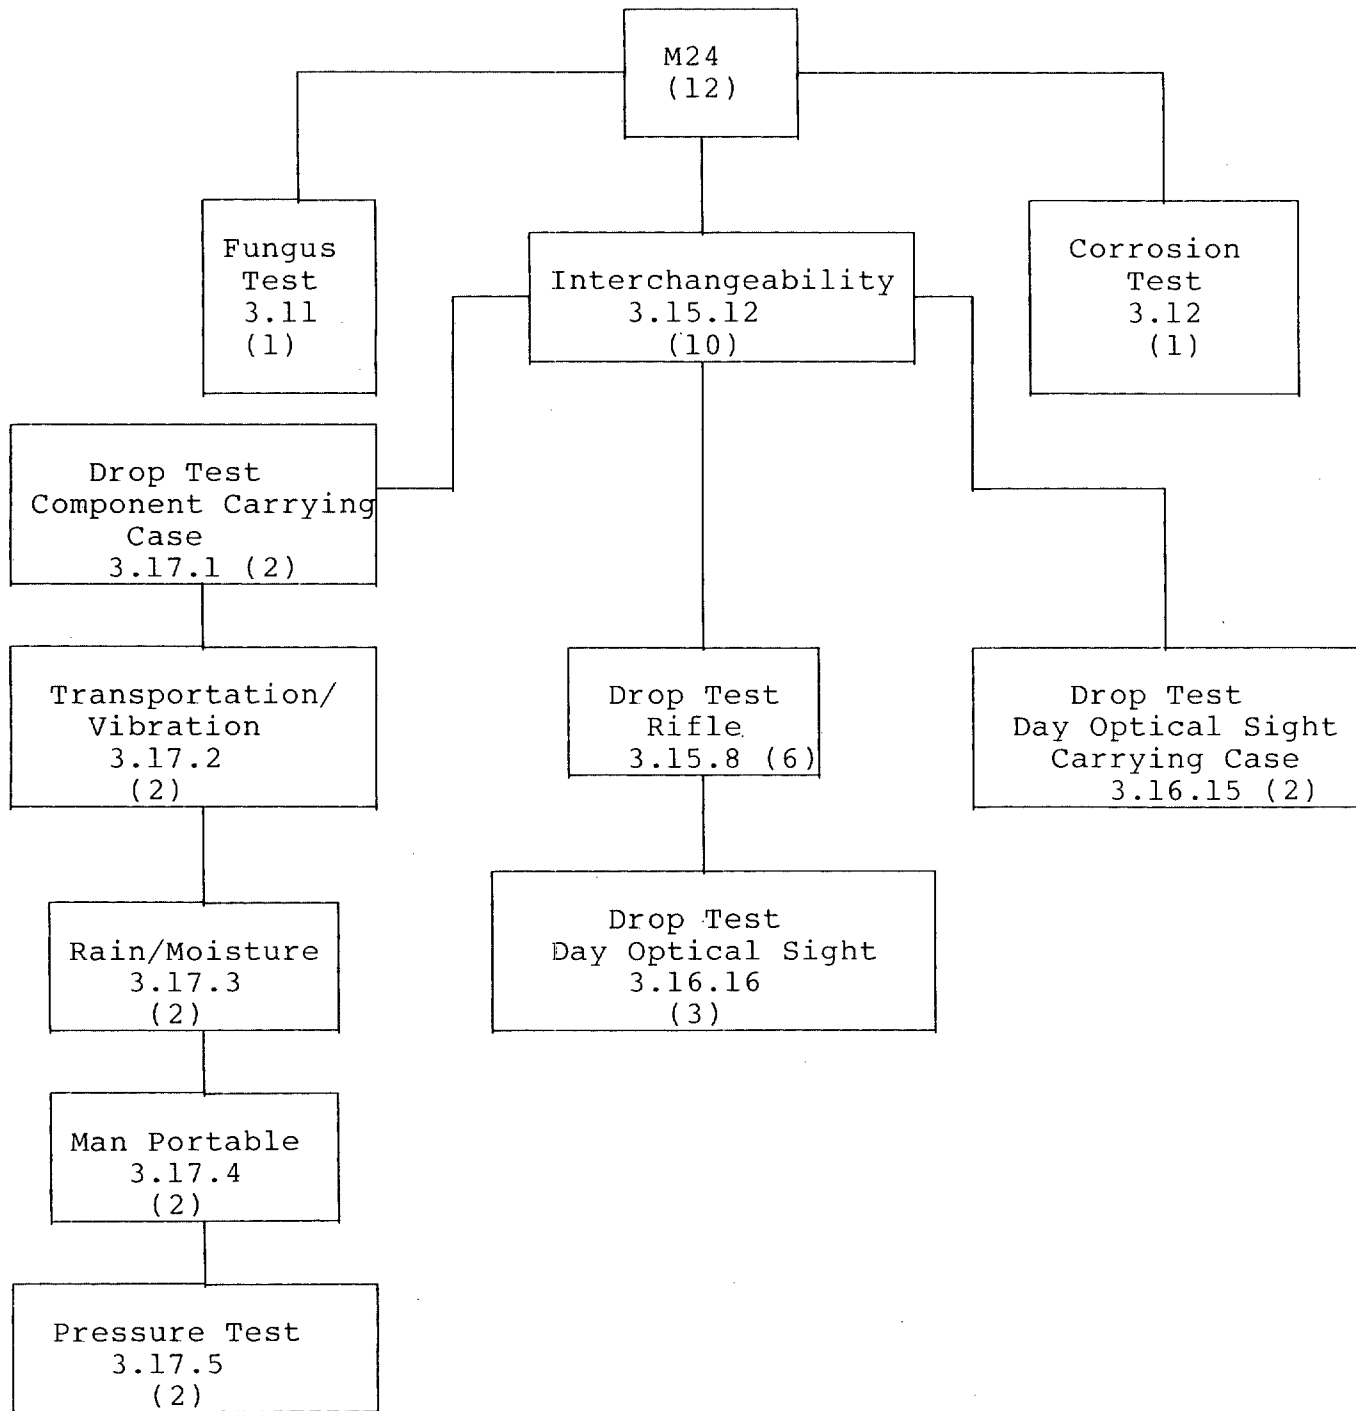 M24
(12)
Fungus
Test
3.11
(1)
Interchangeability
3.15.12
(10)
Corrosion
Test
3.12
(1)
Drop Test
Component Carrying
Case
3.17.1 (2)
Transportation/
Vibration
3.17.2
(2)
Drop Test
Rifle
3.15.8 (6)
Drop Test
Day Optical Sight
Carrying Case
3.16.15 (2)
Rain/Moisture
3.17.3
(2)
Drop Test
Day Optical Sight
3.16.16
(3)
Man Portable
3.17.4
(2)
Pressure Test
3.17.5
(2)